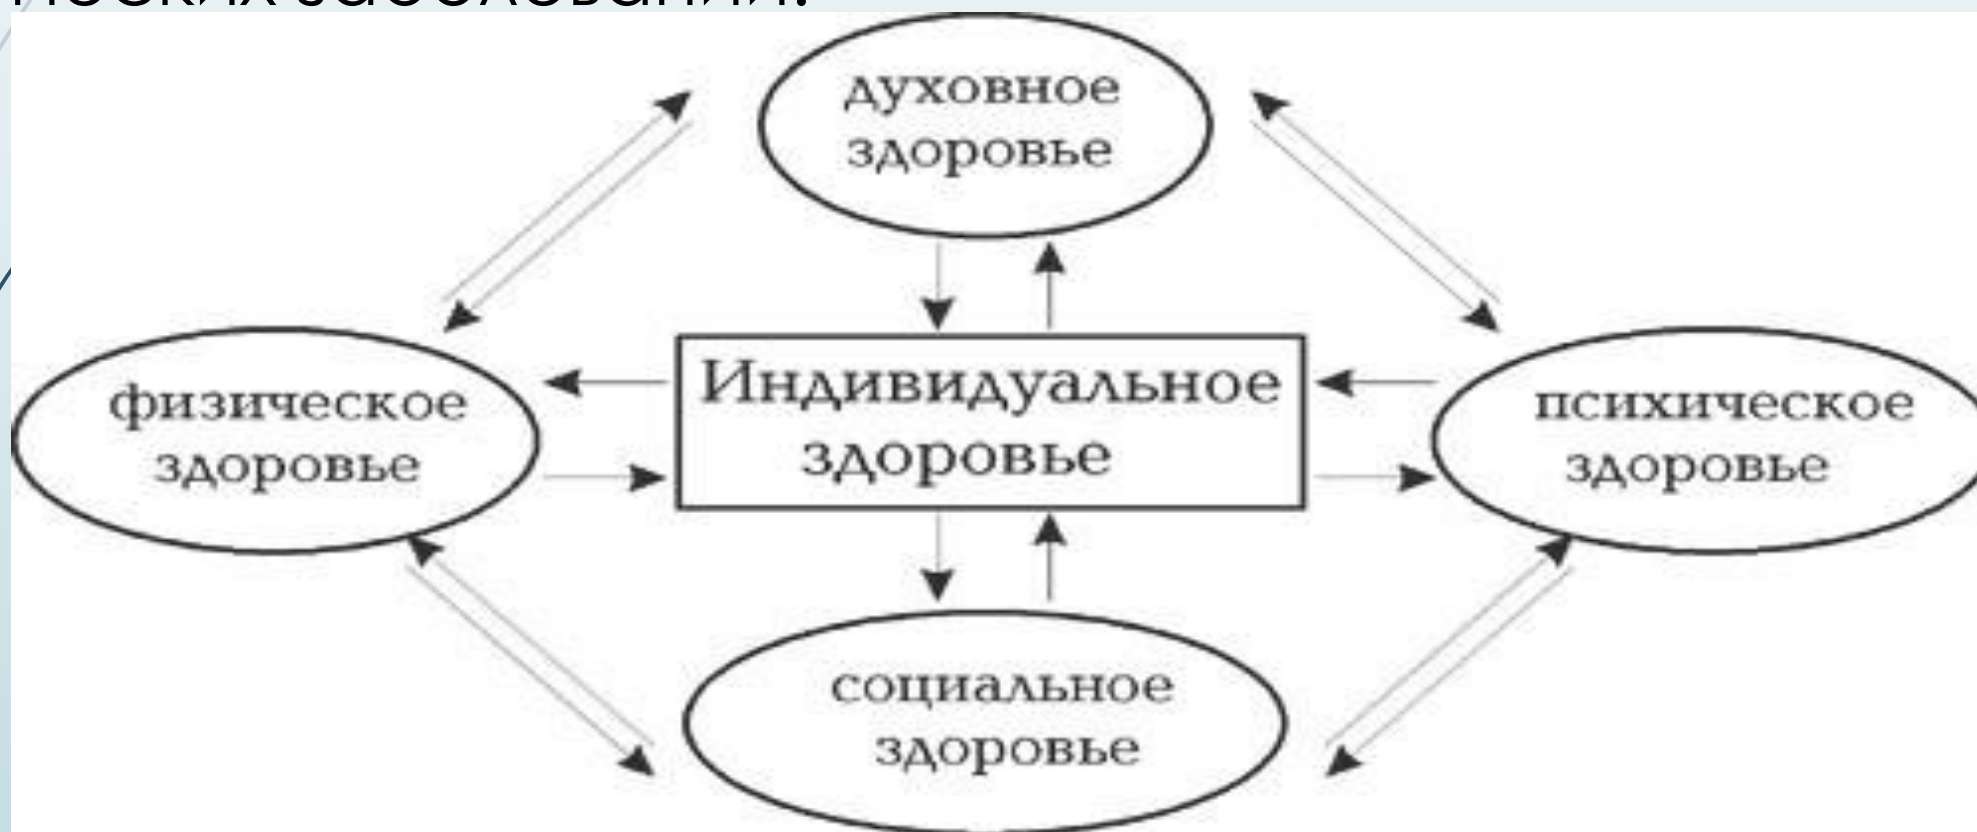 духовное
здоровье
Индивидуальное
здоровье
физическое
здоровье
психическое
здоровье
социальное
здоровье